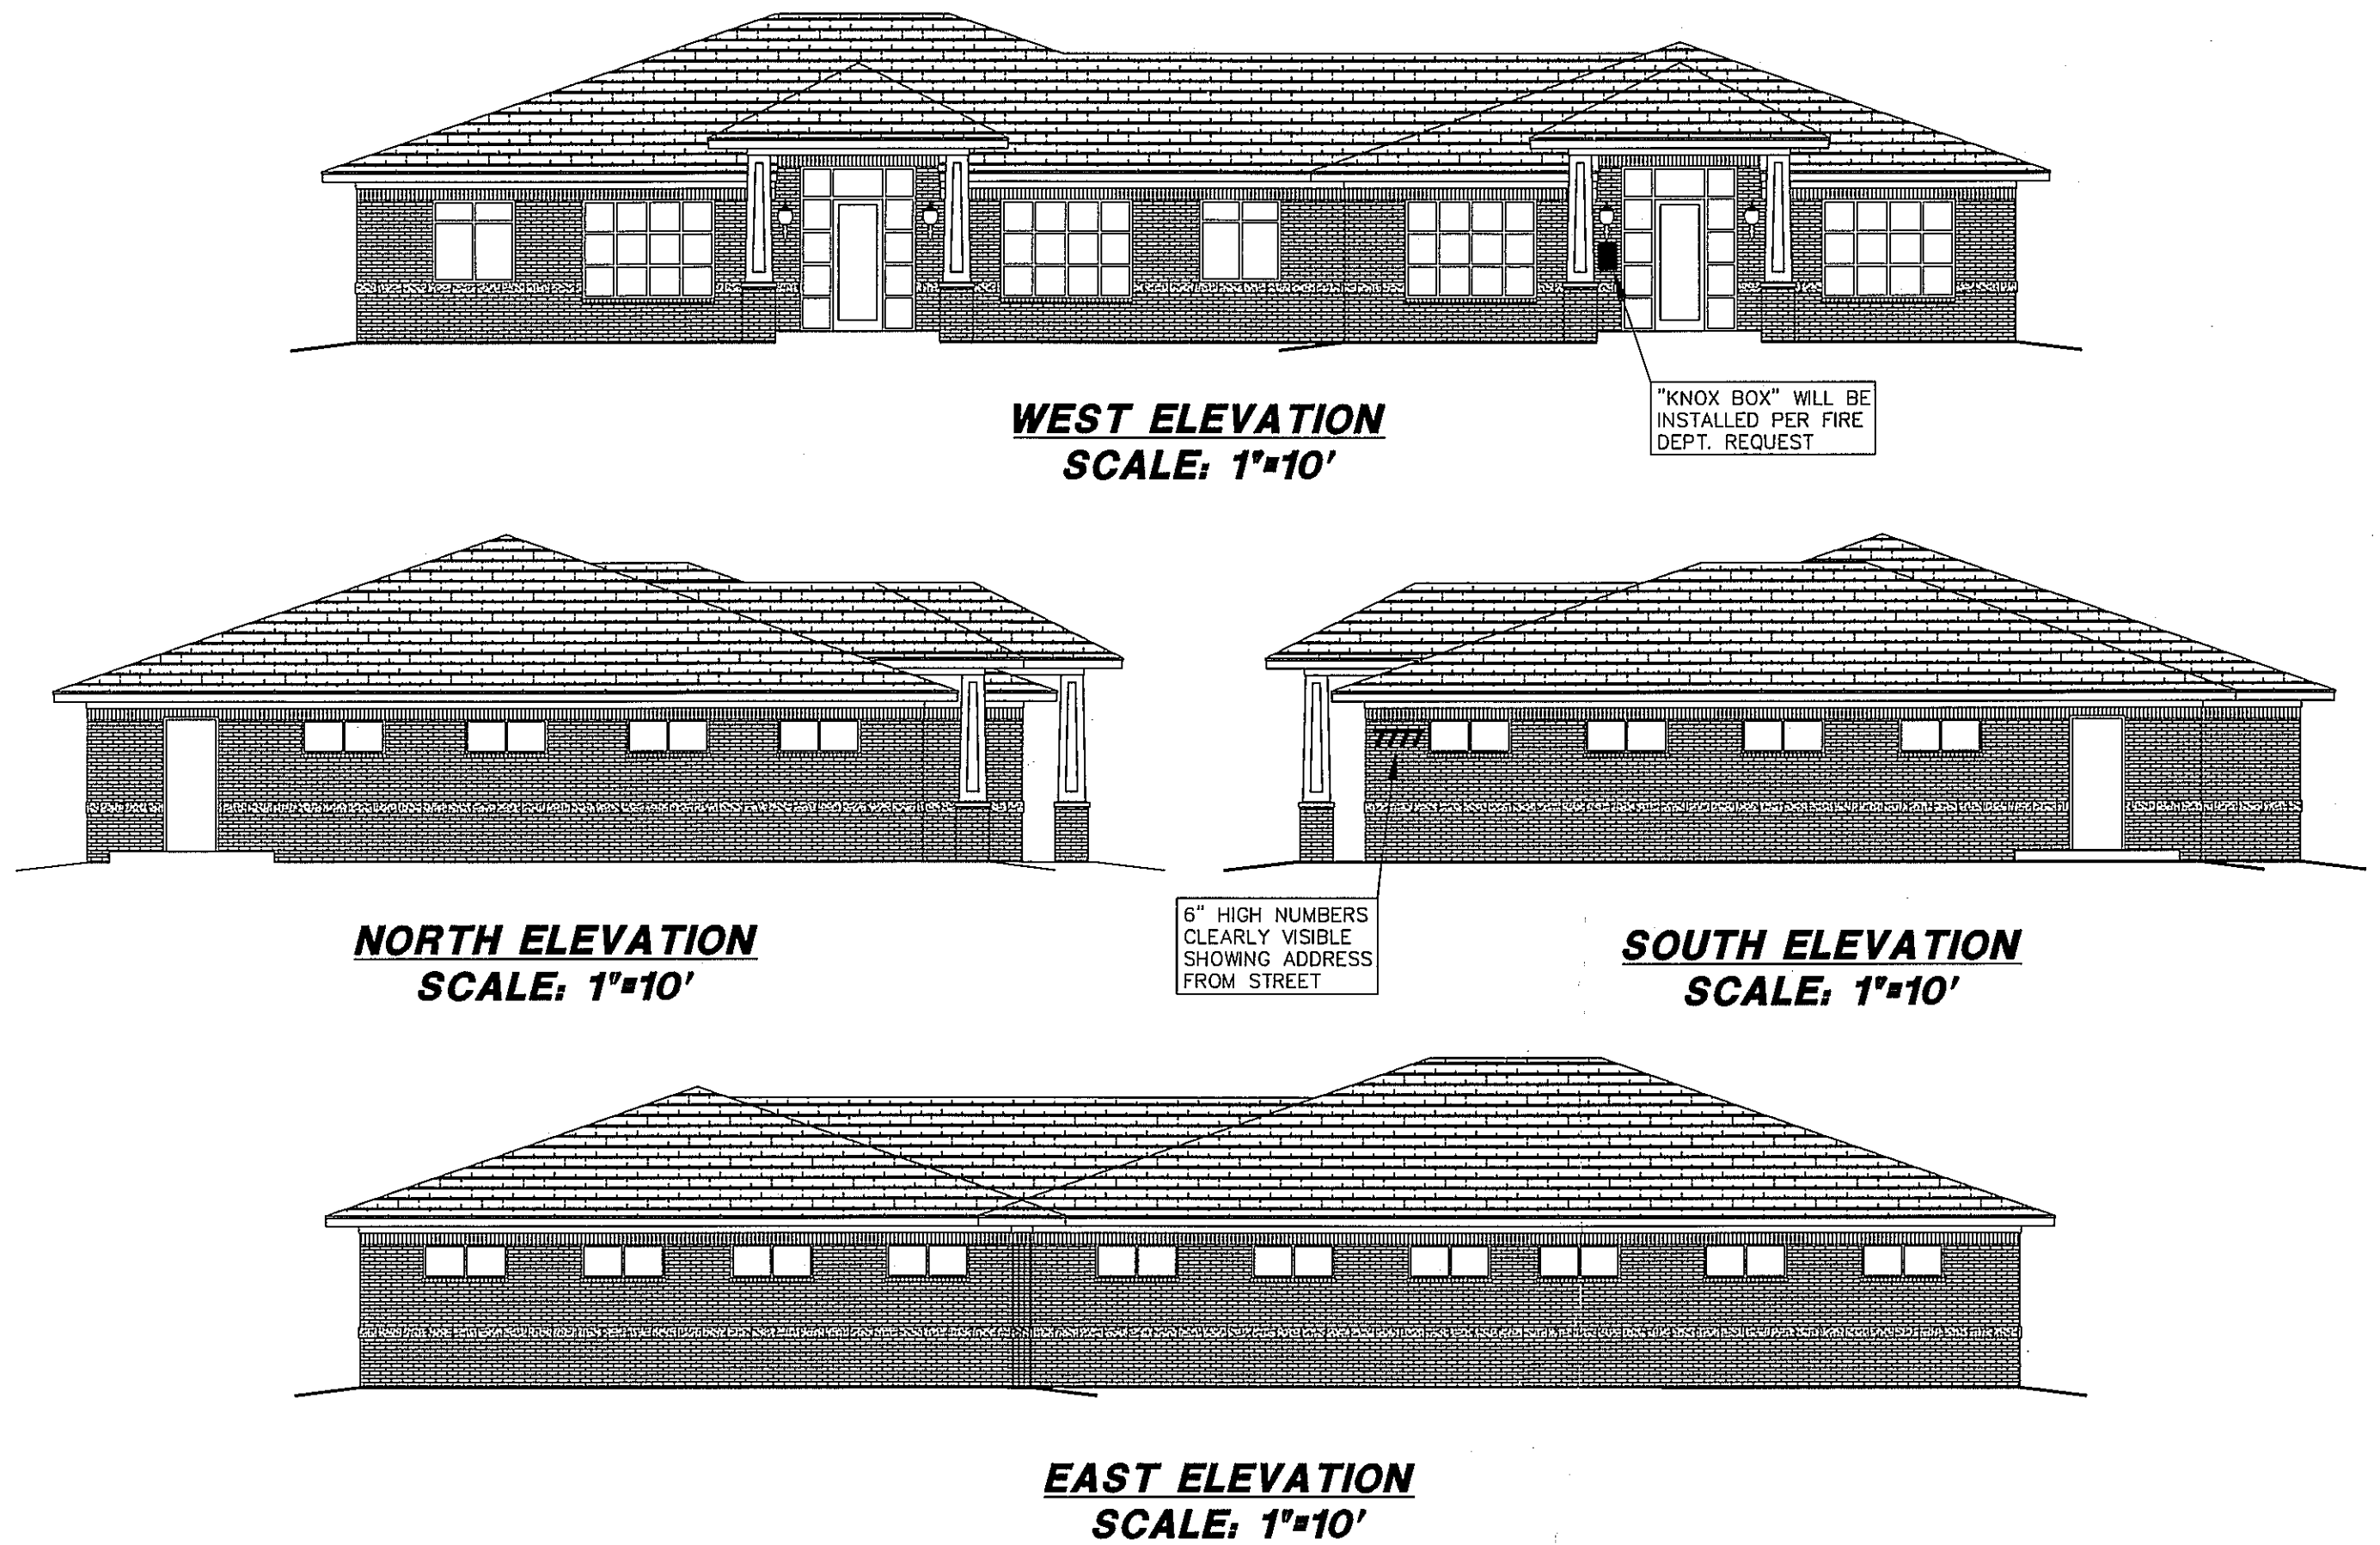 WEST ELEVATION
SCALE: 1"=10'
"KNOX BOX" WILL BE
INSTALLED PER FIRE
DEPT. REQUEST
7777
NORTH ELEVATION
SCALE: 1"=10'
6" HIGH NUMBERS
CLEARLY VISIBLE
SHOWING ADDRESS
FROM STREET
SOUTH ELEVATION
SCALE: 1"=10'
EAST ELEVATION
SCALE: 1"=10'